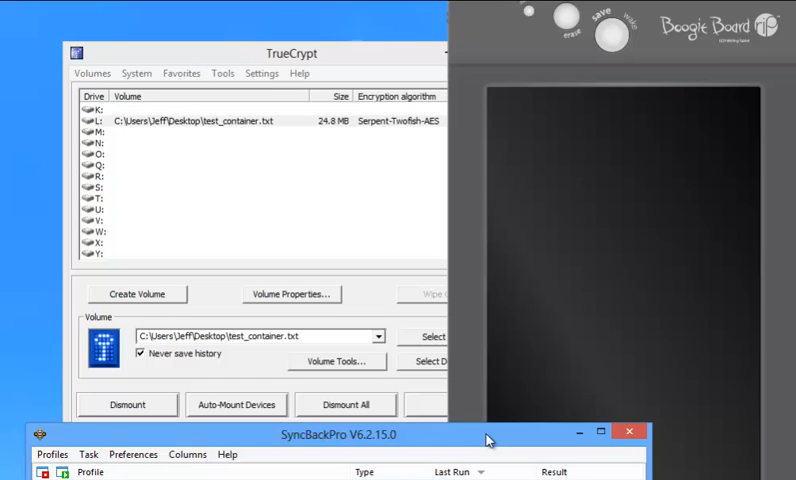 save
wake
erase
Boogie Board rip
TrueCrypt
Volumes System Favorites Tools Settings Help
Drive Volume Size Encryption algorithm
K:
L: C:\Users\Jeff\Desktop\test_container.txt 24.8 MB Serpent-Twofish-AES
M:
N:
O:
Q:
R:
S:
T:
U:
V:
W:
X:
Y:
Create Volume Volume Properties... Wipe
Volume
C:\Users\Jeff\Desktop\test_container.txt Select
Never save history
Volume Tools... Select D
Dismount Auto-Mount Devices Dismount All
SyncBackPro V6.2.15.0
Profiles Task Preferences Columns Help
Profile Type Last Run Result